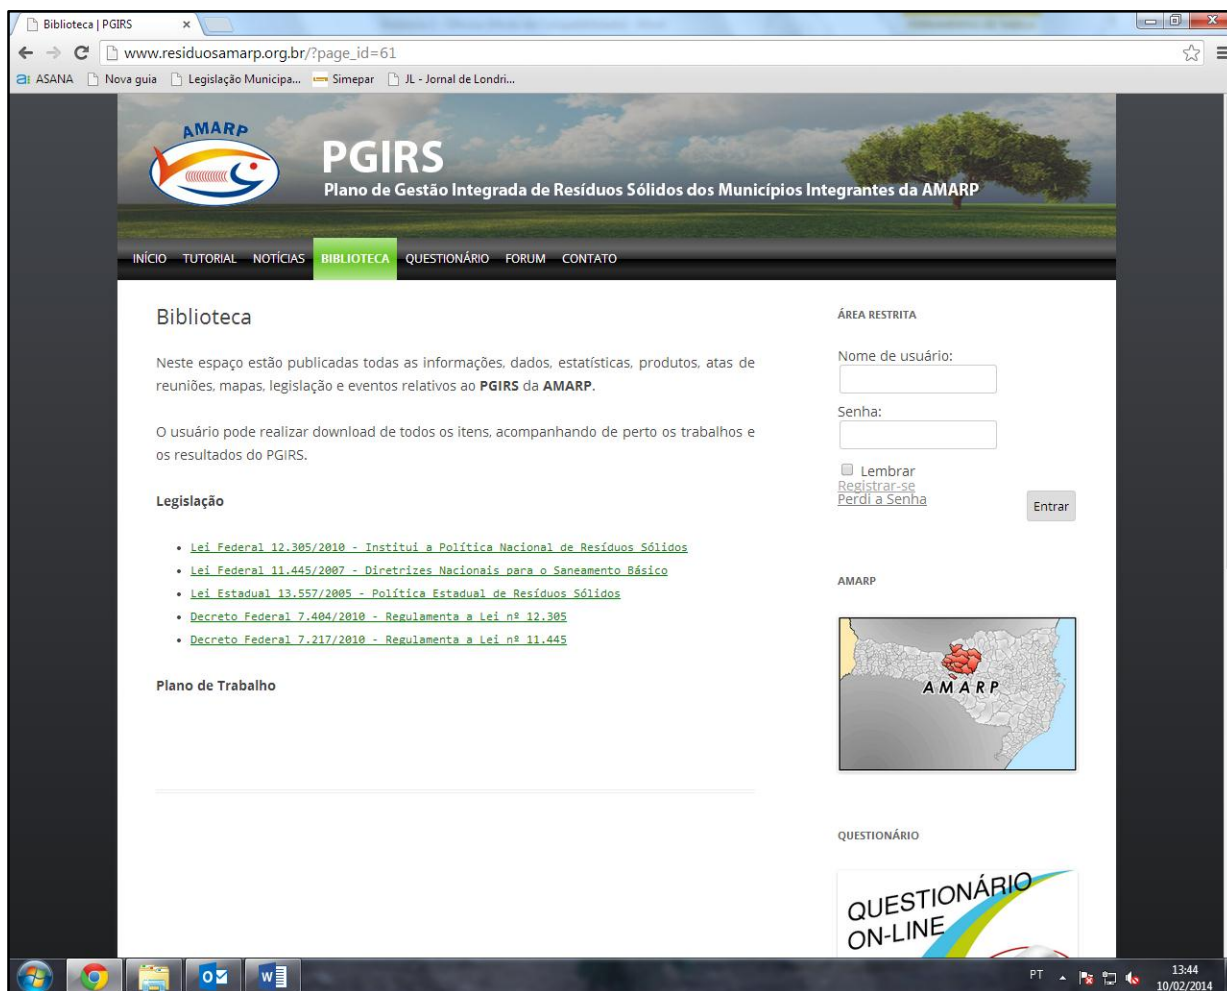 Biblioteca | PGIRS
www.residuosamarp.org.br/?page_id=61
ASANA Nova guia Legislação Municipa... Simepar JL - Jornal de Londri...
AMARP
PGIRS
Plano de Gestão Integrada de Resíduos Sólidos dos Municípios Integrantes da AMARP
INÍCIO TUTORIAL NOTÍCIAS BIBLIOTECA QUESTIONÁRIO FORUM CONTATO
Biblioteca
Neste espaço estão publicadas todas as informações, dados, estatísticas, produtos, atas de
reuniões, mapas, legislação e eventos relativos ao PGIRS da AMARP.
O usuário pode realizar download de todos os itens, acompanhando de perto os trabalhos e
os resultados do PGIRS.
Legislação
Lei Federal 12.305/2010 - Institui a Política Nacional de Resíduos Sólidos
Lei Federal 11.445/2007 - Diretrizes Nacionais para o Saneamento Básico
Lei Estadual 13.557/2005 - Política Estadual de Resíduos Sólidos
Decreto Federal 7.404/2010 - Regulamenta a Lei nº 12.305
Decreto Federal 7.217/2010 - Regulamenta a Lei nº 11.445
Plano de Trabalho
ÁREA RESTRITA
Nome de usuário:
Senha:
Lembrar
Registrar-se
Perdi a Senha
Entrar
AMARP
AMARP
QUESTIONÁRIO
QUESTIONÁRIO
ON-LINE
PT
13:44
10/02/2014